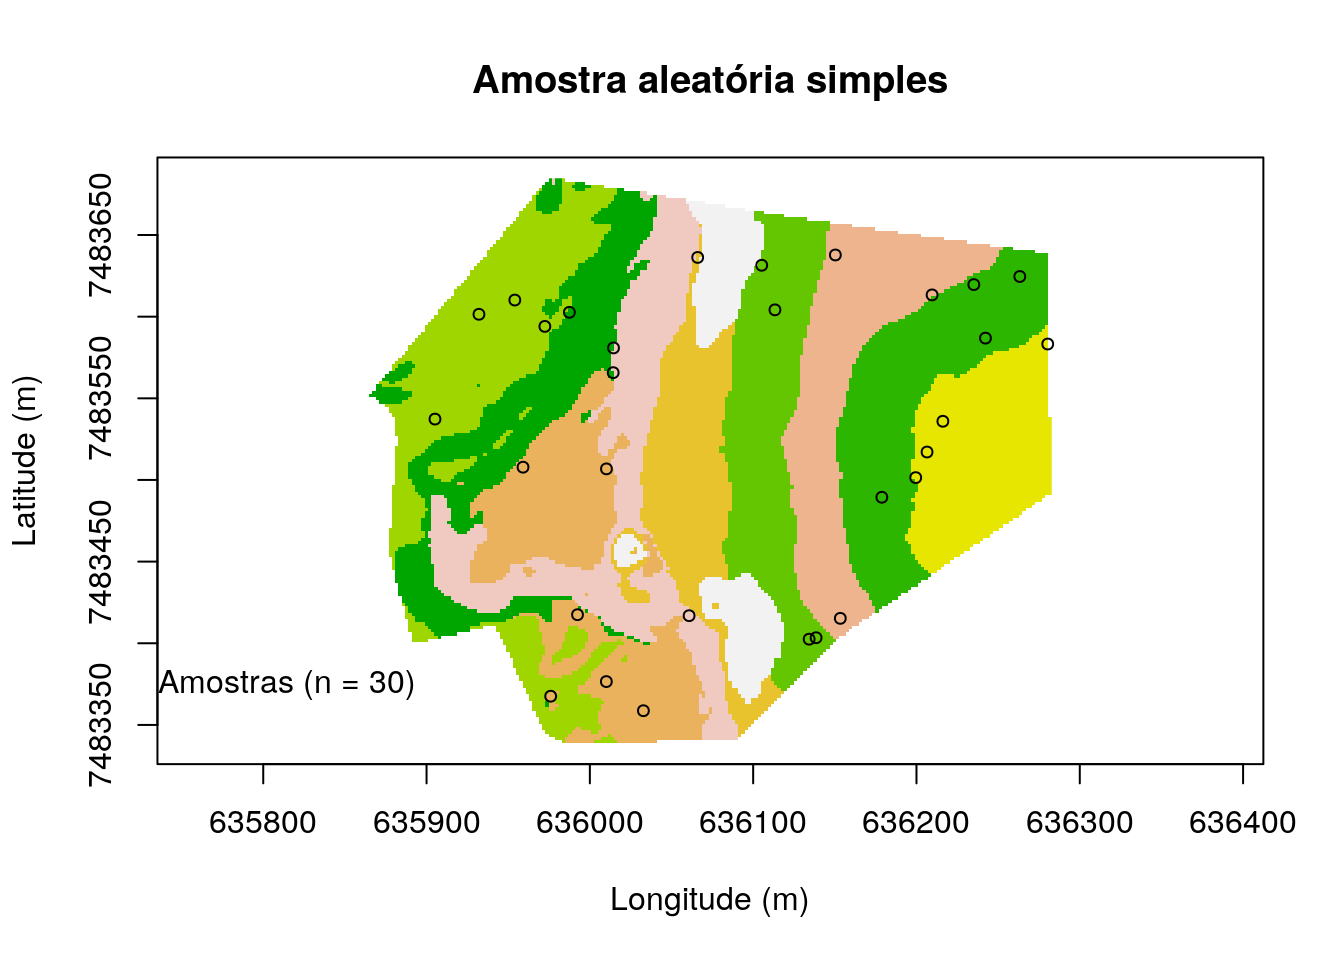 Amostra aleatória simples
Latitude (m)
7483650
7483550
7483450
7483350
Amostras (n = 30)
635800 635900 636000 636100 636200 636300 636400
Longitude (m)